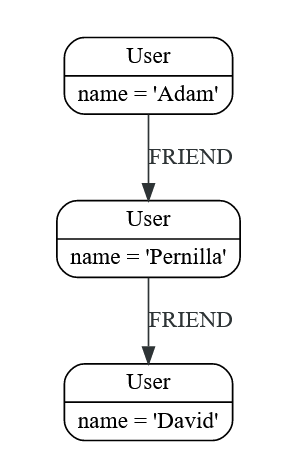 User
name = 'Adam'
FRIEND
User
name = 'Pernilla'
FRIEND
User
name = 'David'